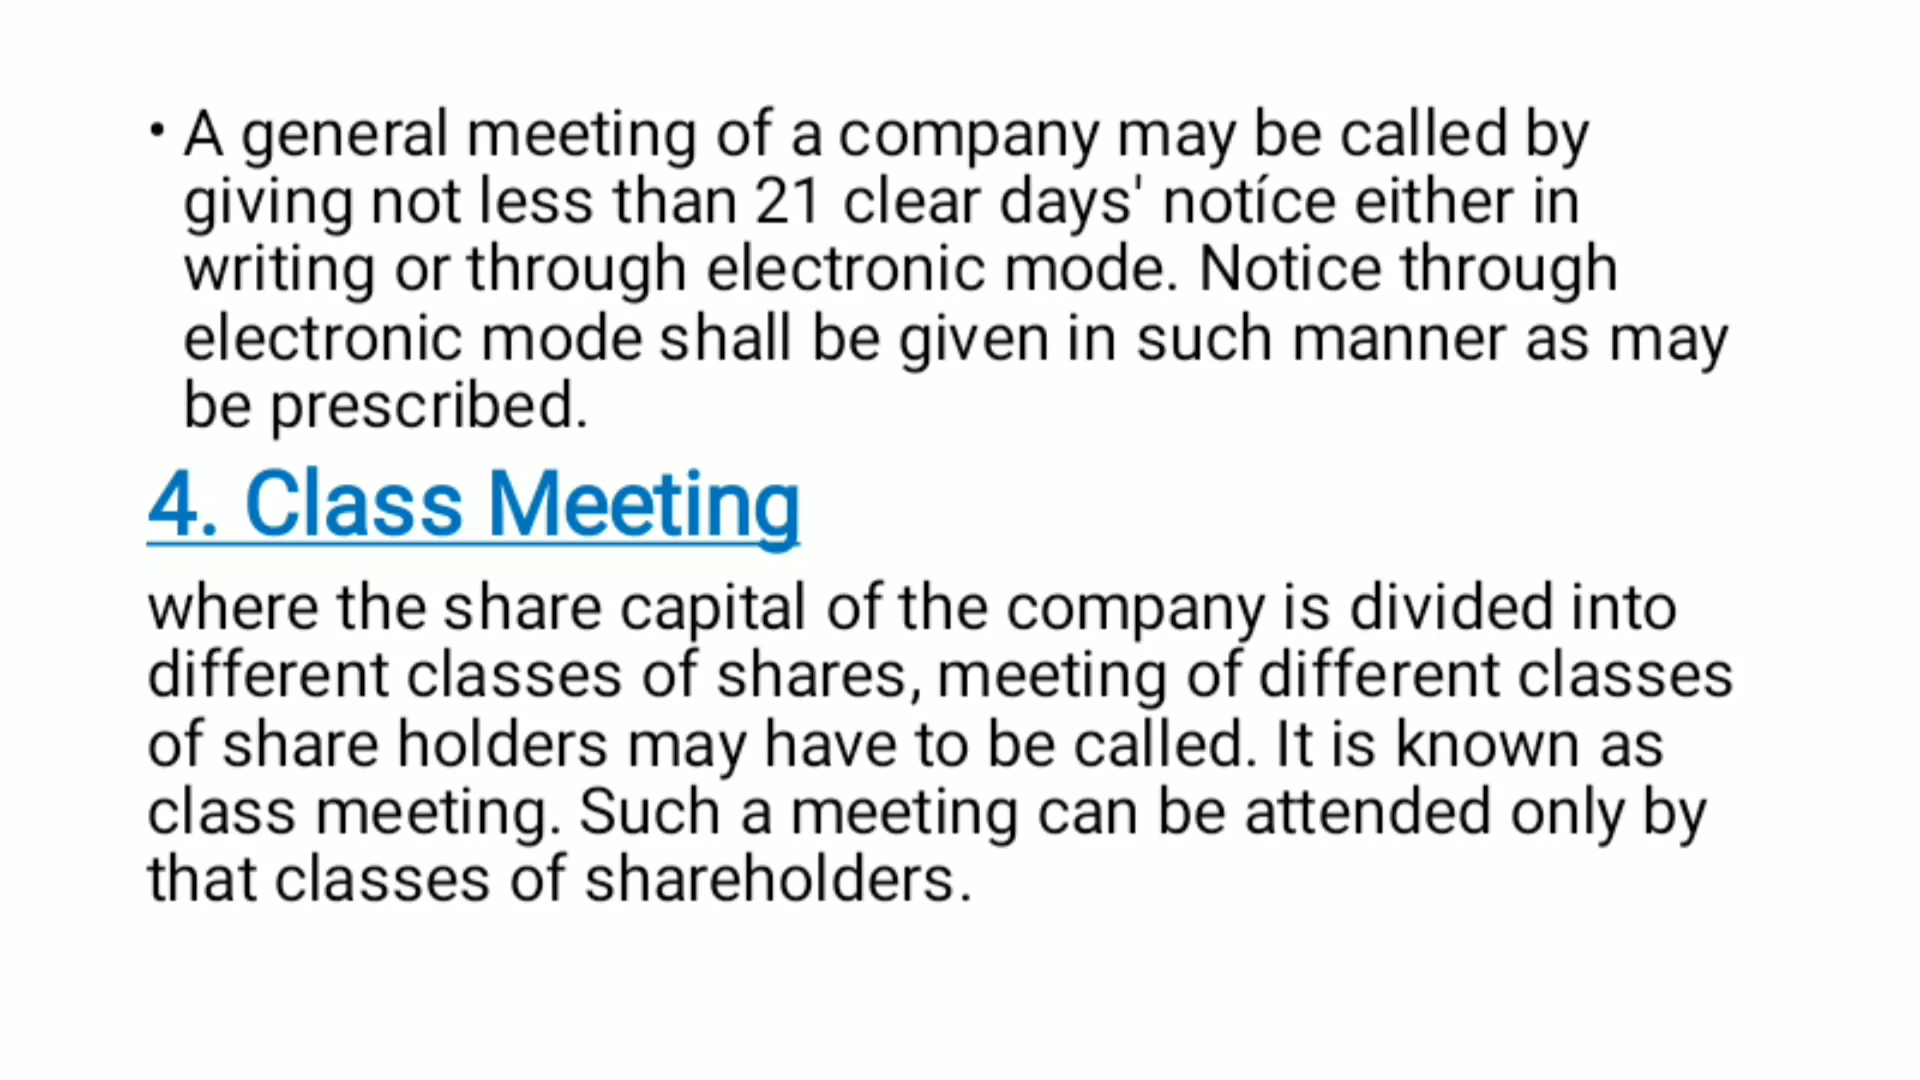 • A general meeting of a company may be called by
giving not less than 21 clear days' notíce either in
writing or through electronic mode. Notice through
electronic mode shall be given in such manner as may
be prescribed.
4. Class Meeting
where the share capital of the company is divided into
different classes of shares, meeting of different classes
of share holders may have to be called. It is known as
class meeting. Such a meeting can be attended only by
that classes of shareholders.